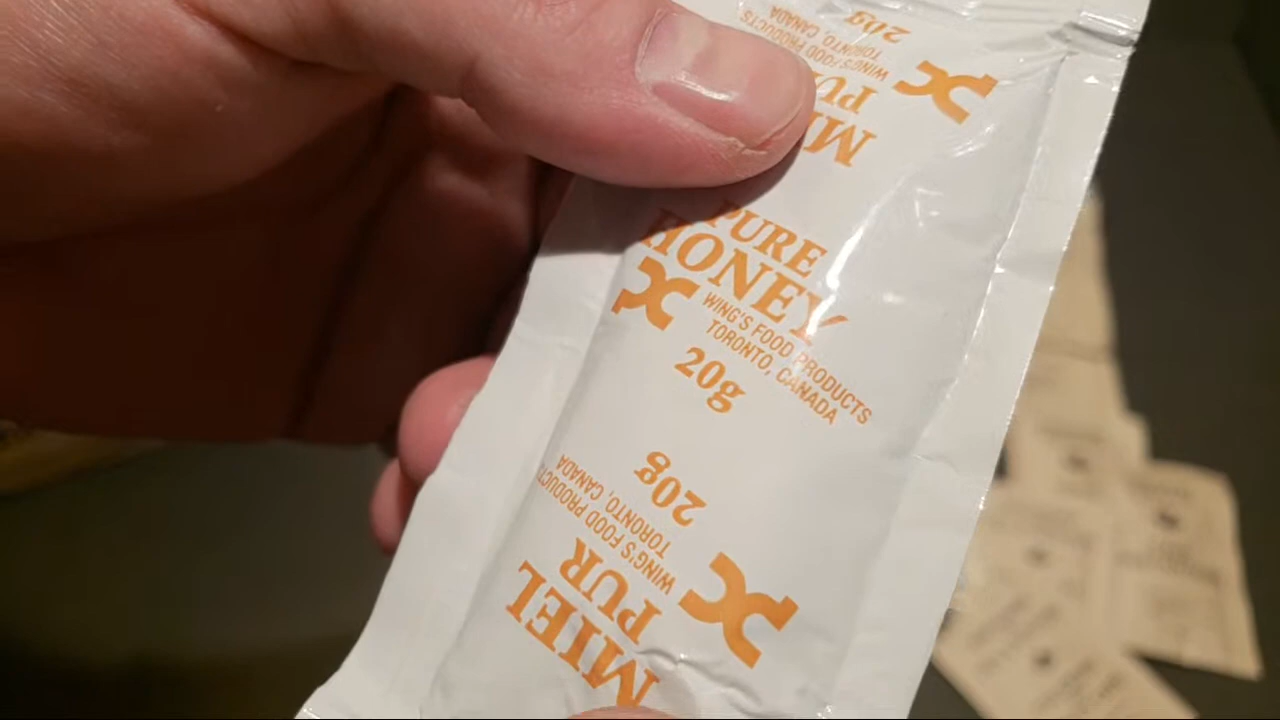 WING'S FOOD PRODUCTS
TORONTO, CANADA
20g
PURE
HONEY
WING'S FOOD PRODUCTS
TORONTO, CANADA
20g
MIEL
PUR
WING'S FOOD PRODUCTS
TORONTO, CANADA
20g